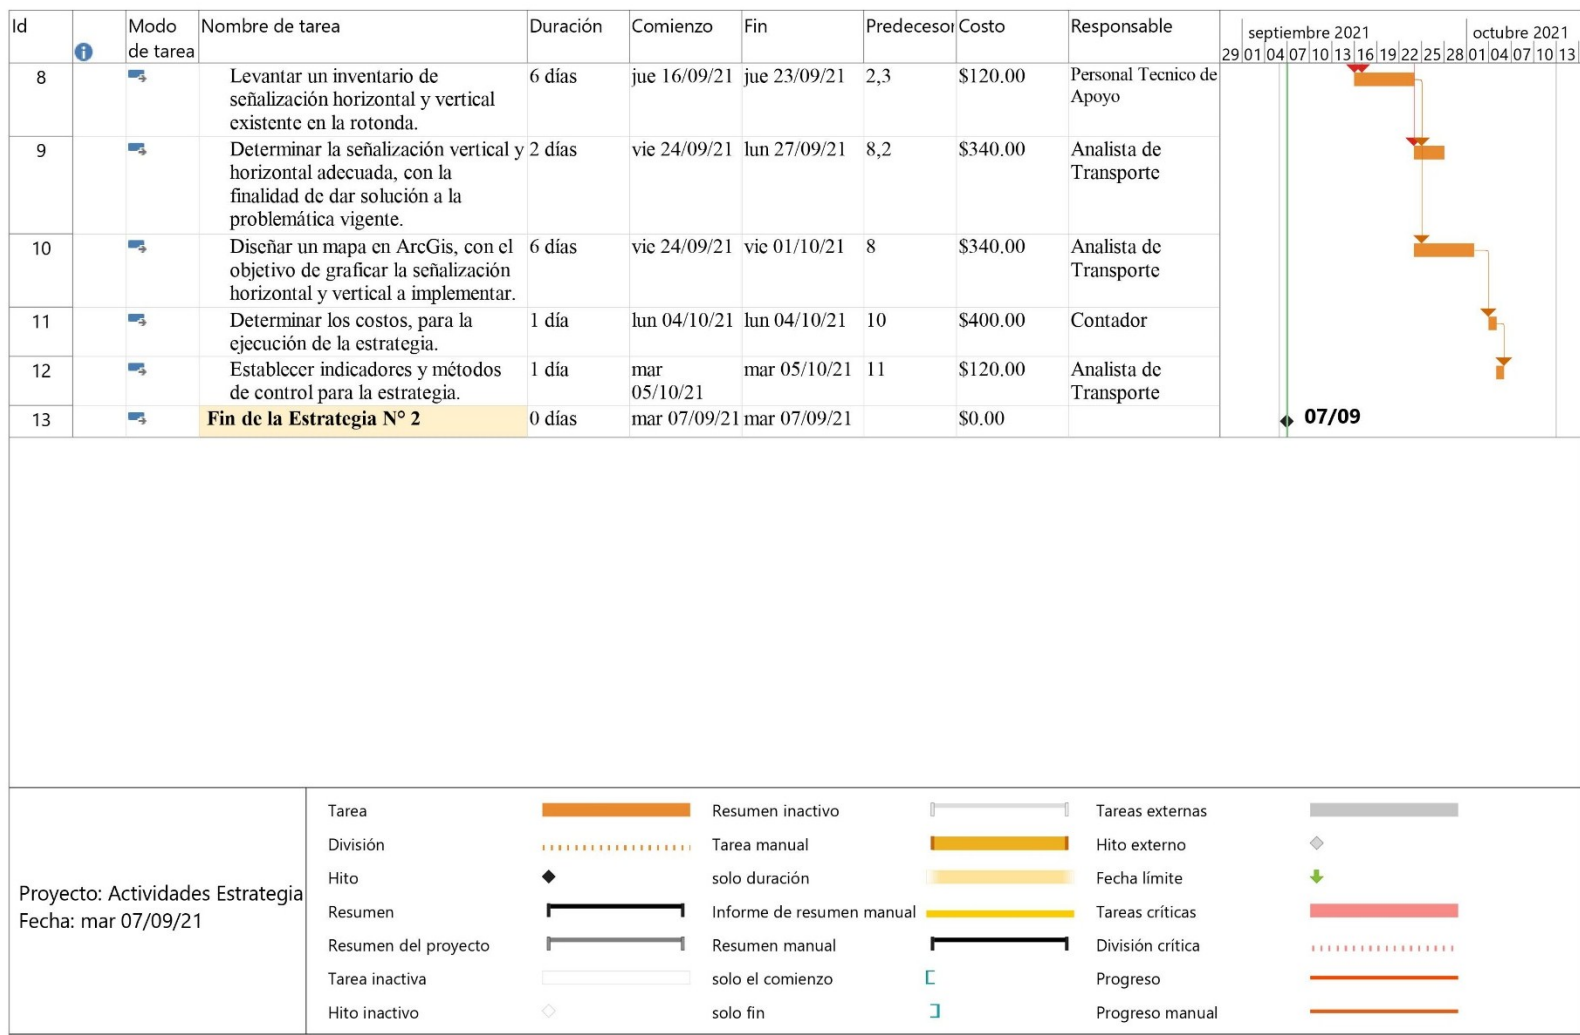 Id
Modo de tarea
Nombre de tarea
Duración
Comienzo
Fin
Predecesor
Costo
Responsable
septiembre 2021
octubre 2021
29 01 04 07 10 13 16 19 22 25 28 01 04 07 10 13
8
Levantar un inventario de
señalización horizontal y vertical
existente en la rotonda.
6 días
jue 16/09/21
jue 23/09/21
2,3
$120.00
Personal Tecnico de
Apoyo
9
Determinar la señalización vertical y
horizontal adecuada, con la
finalidad de dar solución a la
problemática vigente.
2 días
vie 24/09/21
lun 27/09/21
8,2
$340.00
Analista de
Transporte
10
Diseñar un mapa en ArcGis, con el
objetivo de graficar la señalización
horizontal y vertical a implementar.
6 días
vie 24/09/21
vie 01/10/21
8
$340.00
Analista de
Transporte
11
Determinar los costos, para la
ejecución de la estrategia.
1 día
lun 04/10/21
lun 04/10/21
10
$400.00
Contador
12
Establecer indicadores y métodos
de control para la estrategia.
1 día
mar
05/10/21
mar 05/10/21
11
$120.00
Analista de
Transporte
13
Fin de la Estrategia N° 2
0 días
mar 07/09/21
mar 07/09/21
$0.00
07/09
Proyecto: Actividades Estrategia
Fecha: mar 07/09/21
Tarea
División
Hito
Resumen
Resumen del proyecto
Tarea inactiva
Hito inactivo
Resumen inactivo
Tarea manual
solo duración
Informe de resumen manual
Resumen manual
solo el comienzo
solo fin
Tareas externas
Hito externo
Fecha límite
Tareas críticas
División crítica
Progreso
Progreso manual